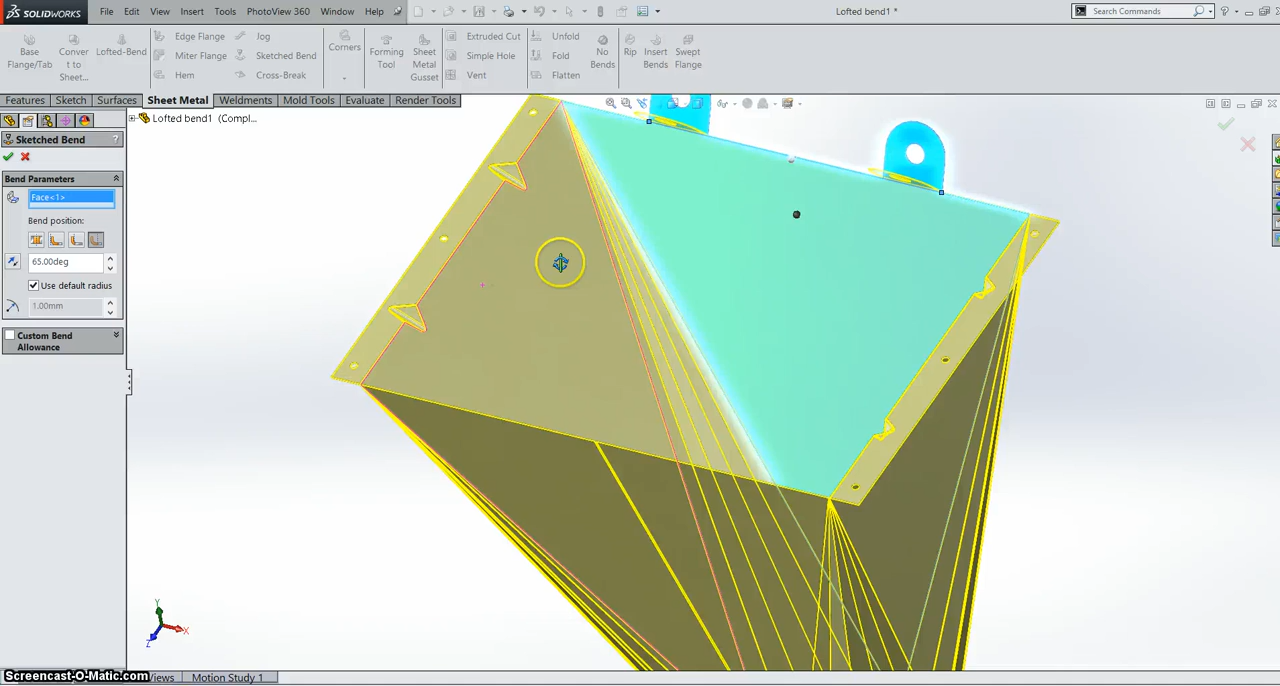 SOLIDWORKS File Edit View Insert Tools PhotoView 360 Window Help Lofted bend1 * Search Commands ?
Base Flange/Tab
Conver t to Sheet...
Lofted-Bend
Edge Flange
Miter Flange
Hem
Jog
Sketched Bend
Cross-Break
Corners
Forming Tool
Sheet Metal Gusset
Extruded Cut
Simple Hole
Vent
Unfold
Fold
Flatten
No Bends
Rip
Insert Bends
Swept Flange
Features Sketch Surfaces Sheet Metal Weldments Mold Tools Evaluate Render Tools
Lofted bend1 (Compl...
Sketched Bend ?
Bend Parameters
Face<1>
Bend position:
65.00deg
Use default radius
1.00mm
Custom Bend
Allowance
Y
X
Z
Screencast-O-Matic.com Views Motion Study 1